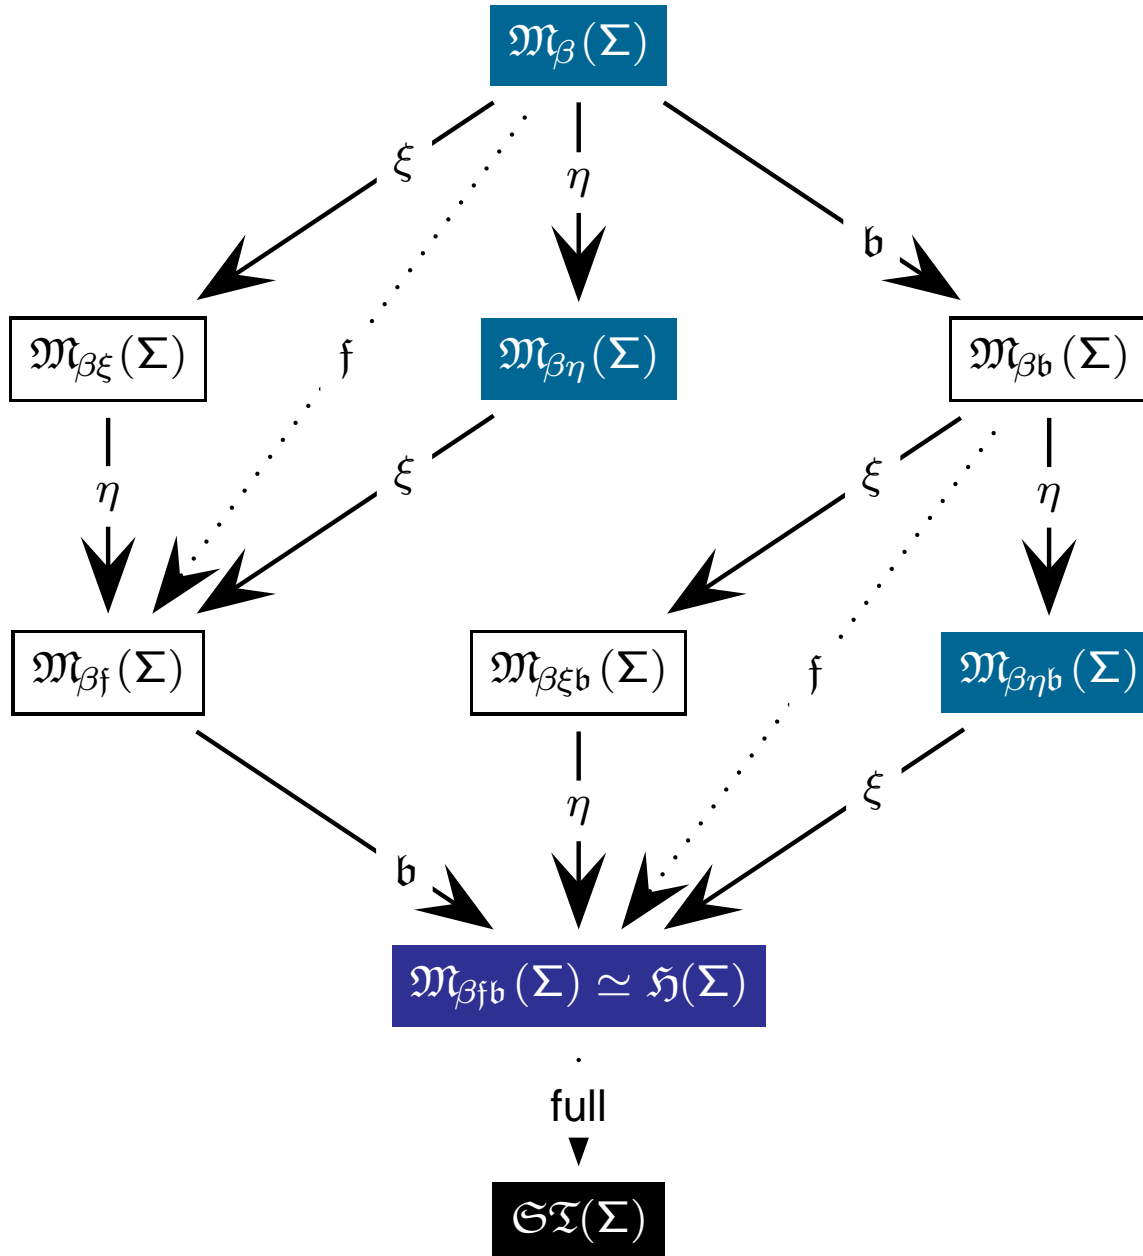 𝔐β(Σ)
ξ
η
𝔟
𝔐βξ(Σ)
𝔣
𝔐βη(Σ)
𝔐β𝔟(Σ)
η
ξ
ξ
η
𝔐β𝔣(Σ)
𝔐βξ𝔟(Σ)
𝔣
𝔐βη𝔟(Σ)
𝔟
η
ξ
𝔐β𝔣𝔟(Σ) ≃ ℌ(Σ)
full
𝔖𝔗(Σ)